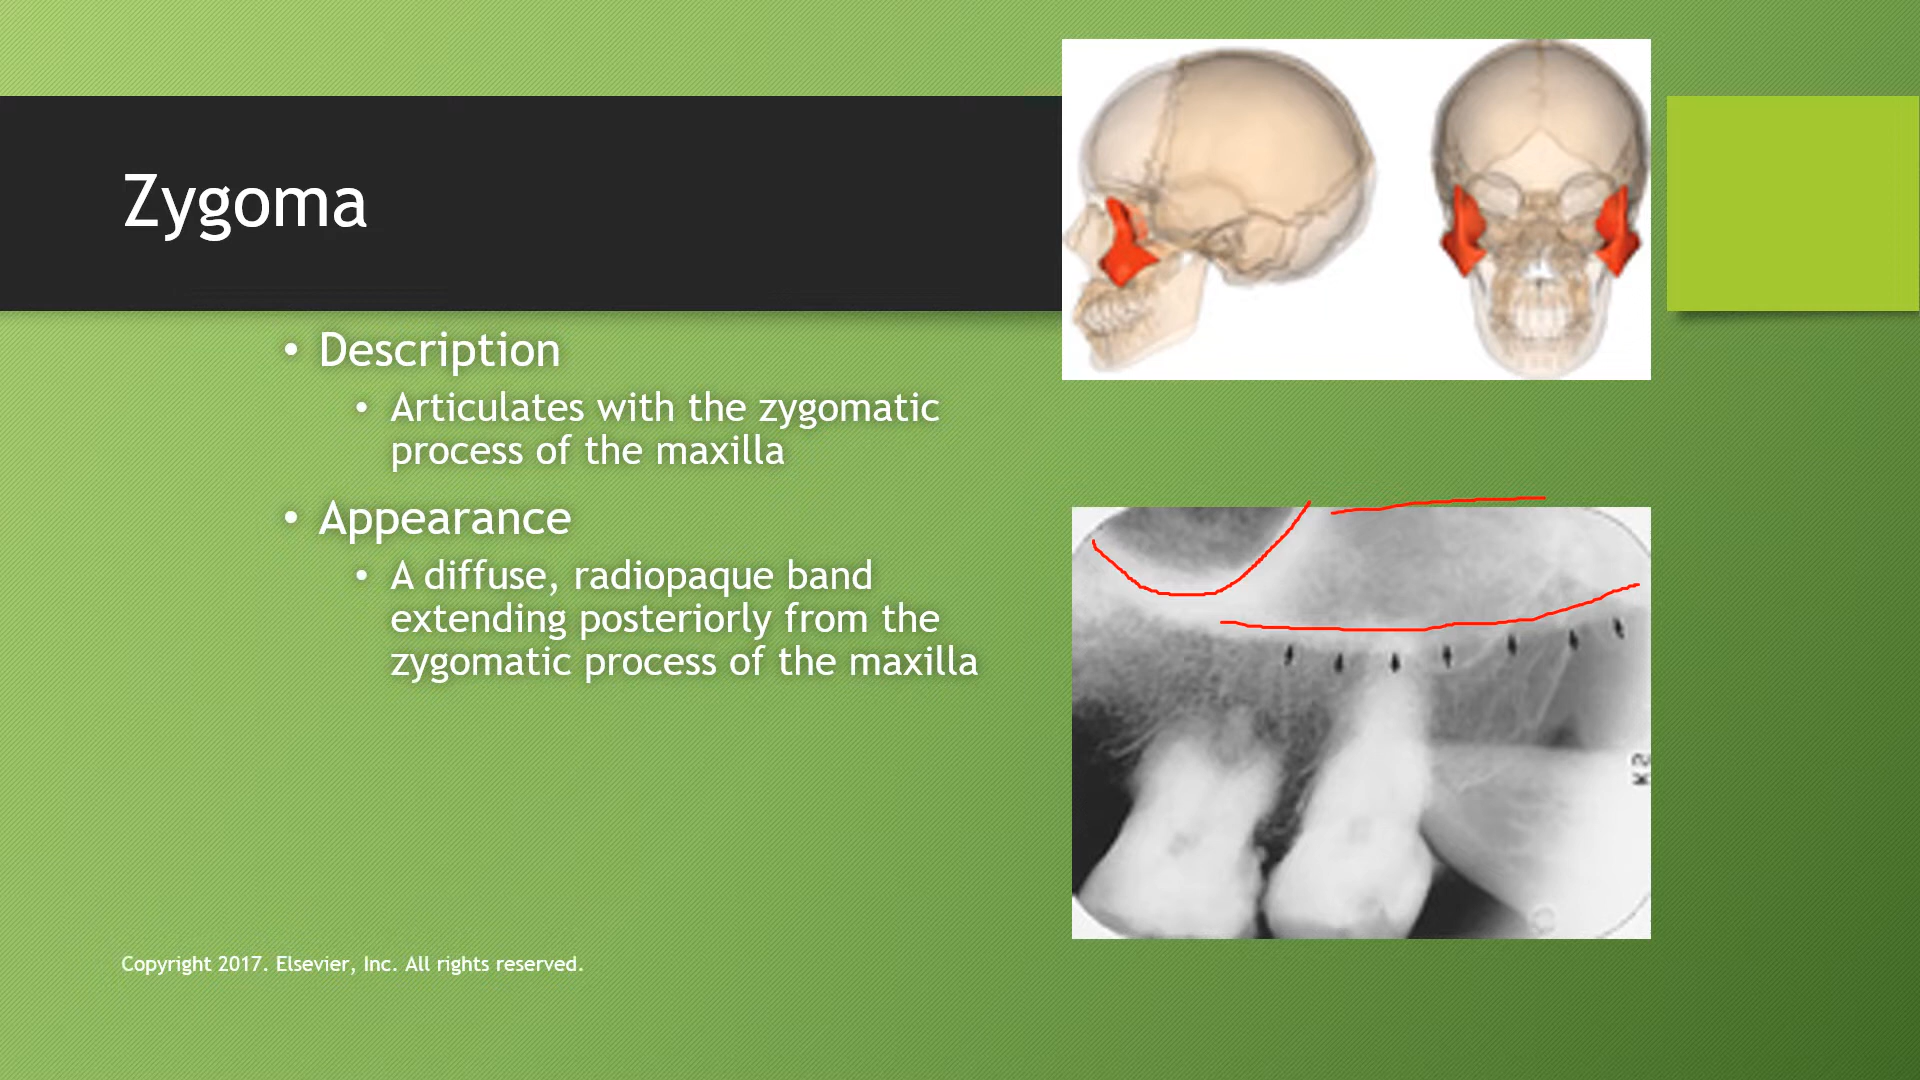 Zygoma
• Description
• Articulates with the zygomatic
process of the maxilla
• Appearance
• A diffuse, radiopaque band
extending posteriorly from the
zygomatic process of the maxilla
Copyright 2017. Elsevier, Inc. All rights reserved.